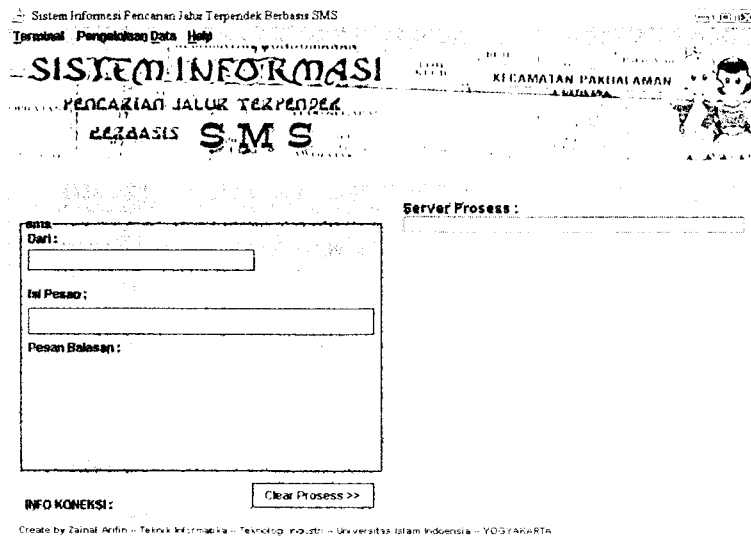 Sistem Informasi Pencarian Jalur Terpendek Berbasis SMS
Terminal Pengelolaan Data Help
SISTEM INFORMASI
KECAMATAN PAKUALAMAN
PENCARIAN JALUR TERPENDEK
BERBASIS SMS
Server Prosess :
sms
Dari :
Isi Pesan :
Pesan Balasan :
INFO KONEKSI :
Clear Prosess >>
Create by Zainal Arifin -- Teknik Informatika -- Teknologi Industri -- Universitas Islam Indoensia -- YOGYAKARTA